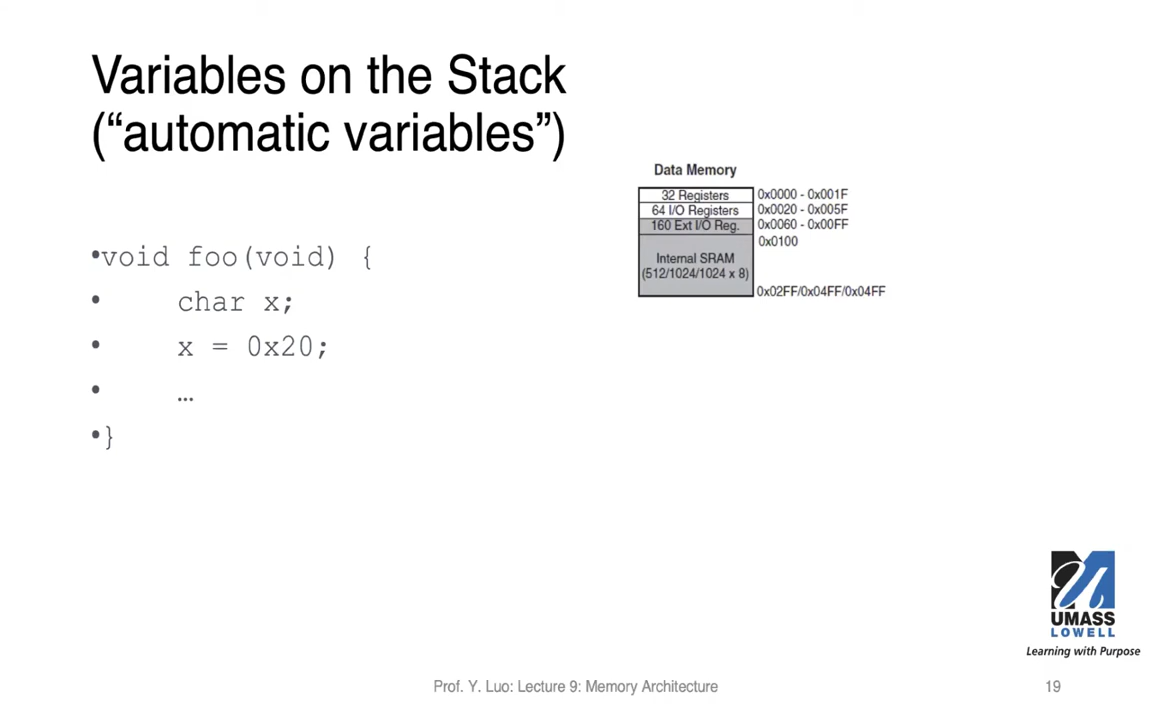 Variables on the Stack
(“automatic variables”)
Data Memory
32 Registers 0x0000 - 0x001F
64 I/O Registers 0x0020 - 0x005F
160 Ext I/O Reg. 0x0060 - 0x00FF
0x0100
Internal SRAM
(512/1024/1024 x 8)
0x02FF/0x04FF/0x04FF
•void foo(void) {
• char x;
• x = 0x20;
• …
•}
UMASS
LOWELL
Learning with Purpose
Prof. Y. Luo: Lecture 9: Memory Architecture
19